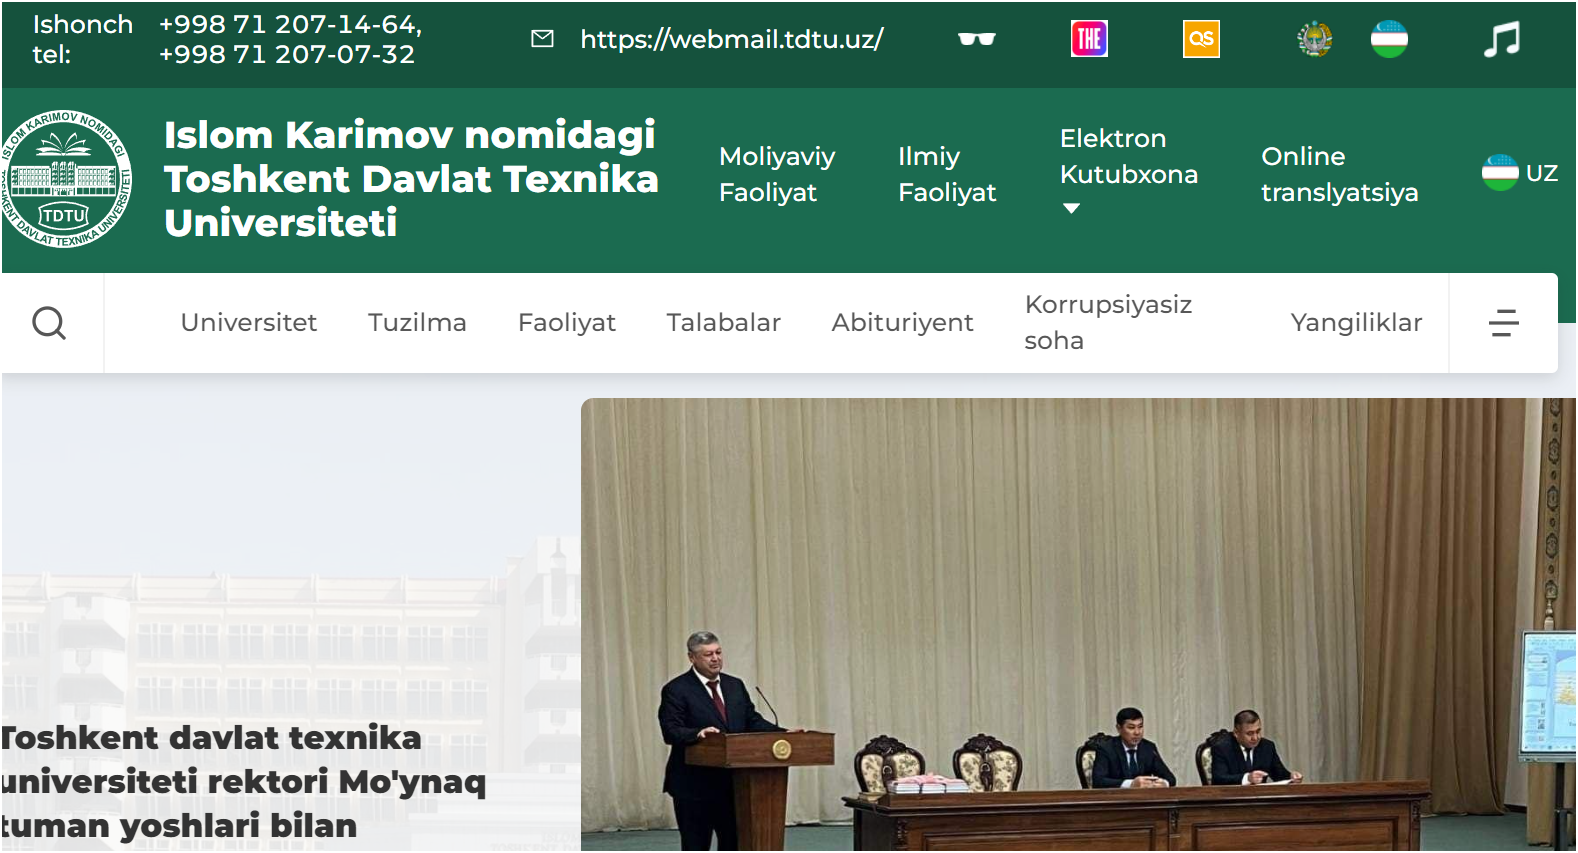 Ishonch
tel:
+998 71 207-14-64,
+998 71 207-07-32
https://webmail.tdtu.uz/
THE
QS
ISLOM KARIMOV NOMIDAGI
TOSHKENT DAVLAT TEXNIKA UNIVERSITETI
TDTU
Islom Karimov nomidagi
Toshkent Davlat Texnika
Universiteti
Moliyaviy
Faoliyat
Ilmiy
Faoliyat
Elektron
Kutubxona
Online
translyatsiya
UZ
Universitet
Tuzilma
Faoliyat
Talabalar
Abituriyent
Korrupsiyasiz
soha
Yangiliklar
Toshkent davlat texnika
universiteti rektori Mo'ynaq
tuman yoshlari bilan